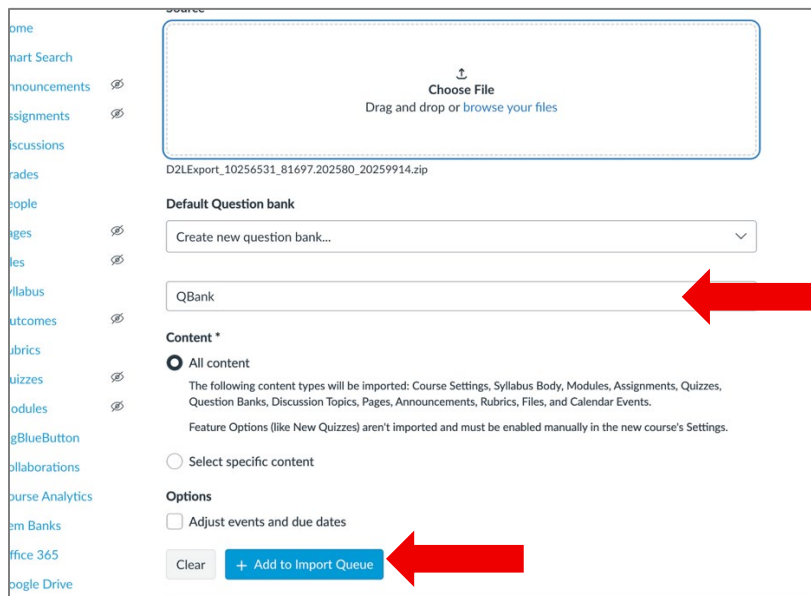 ome
mart Search
nnouncements
ssignments
iscussions
rades
eople
ages
les
yllabus
utcomes
ubrics
uizzes
odules
gBlueButton
ollaborations
ourse Analytics
em Banks
ffice 365
oogle Drive
Source
Choose File
Drag and drop or browse your files
D2LExport_10256531_81697.202580_20259914.zip
Default Question bank
Create new question bank...
QBank
Content *
All content
The following content types will be imported: Course Settings, Syllabus Body, Modules, Assignments, Quizzes,
Question Banks, Discussion Topics, Pages, Announcements, Rubrics, Files, and Calendar Events.
Feature Options (like New Quizzes) aren't imported and must be enabled manually in the new course's Settings.
Select specific content
Options
Adjust events and due dates
Clear
+ Add to Import Queue